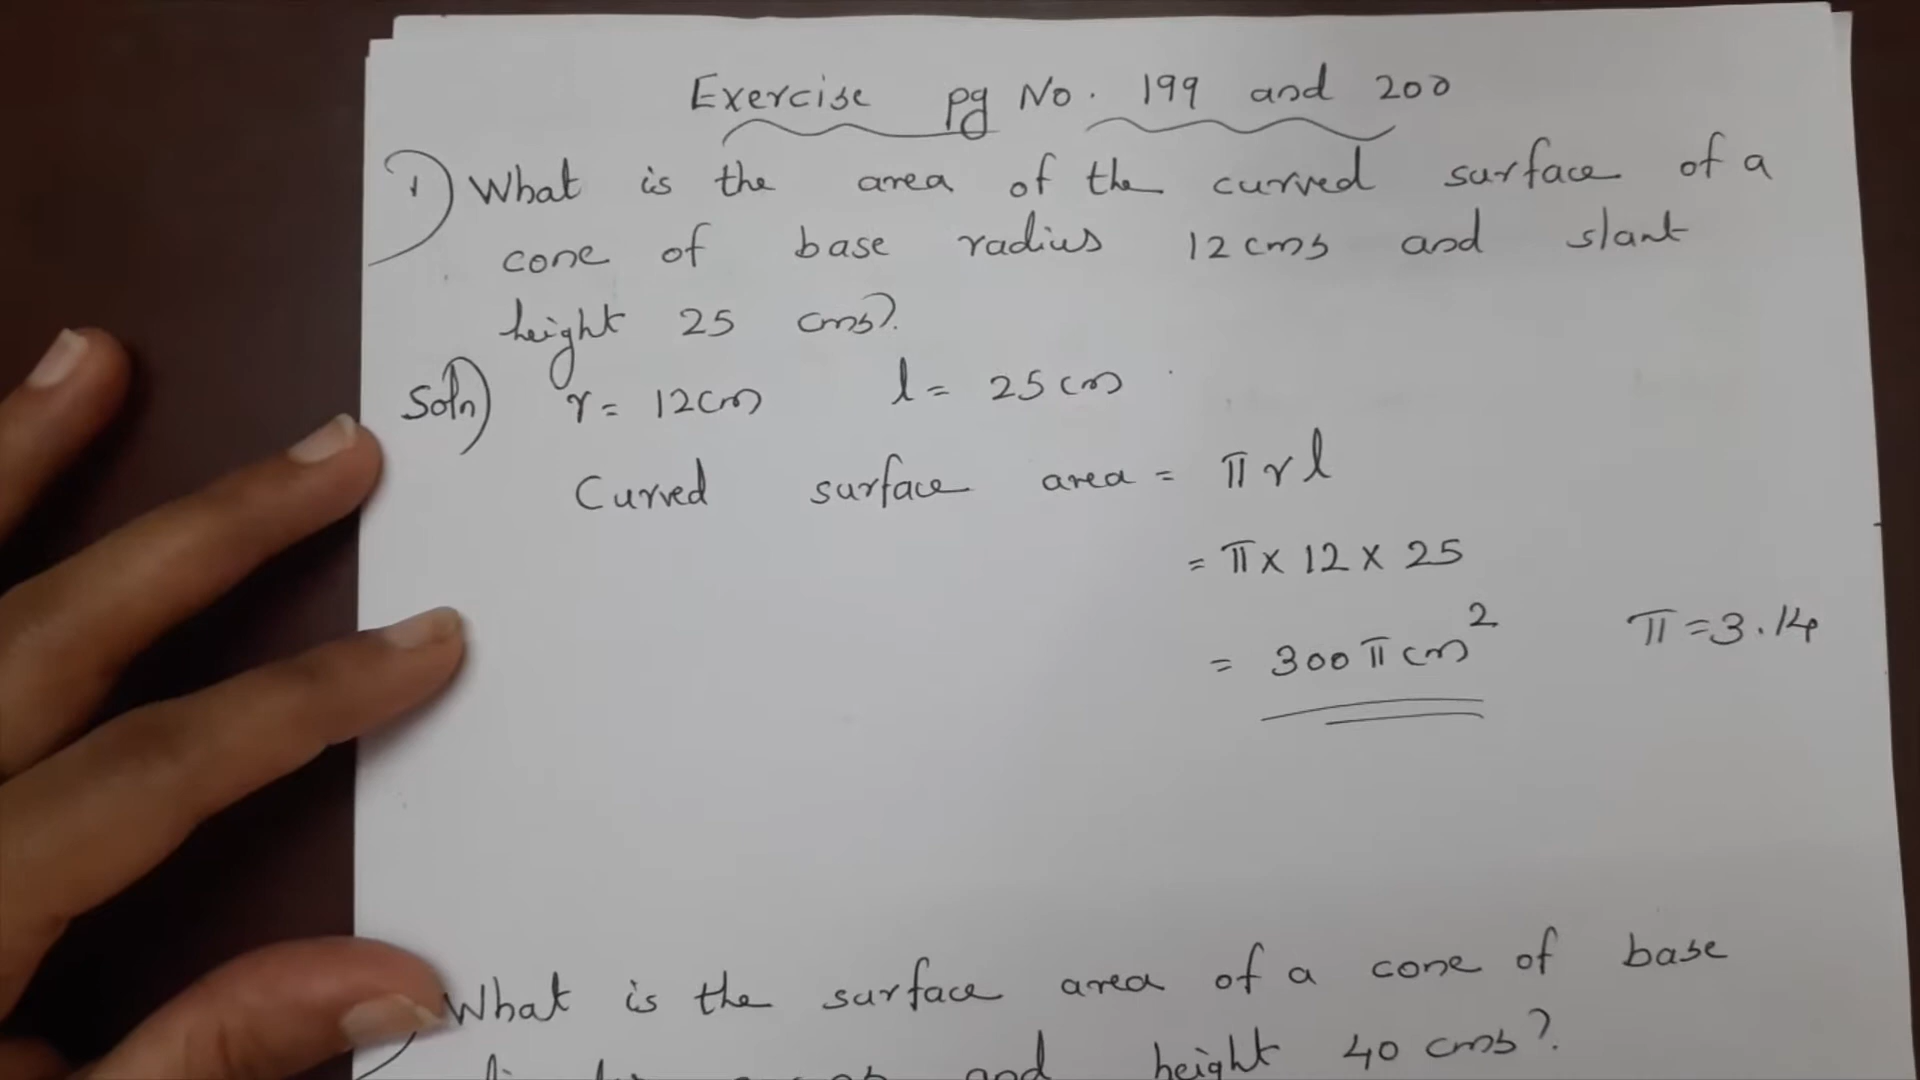 Exercise pg No. 199 and 200
1) What is the area of the curved surface of a
cone of base radius 12 cms and slant
height 25 cms?
Soln) r = 12cm l = 25cm
Curved surface area = πrl
= π x 12 x 25
= 300π cm² π = 3.14
What is the surface area of a cone of base
and height 40 cms?